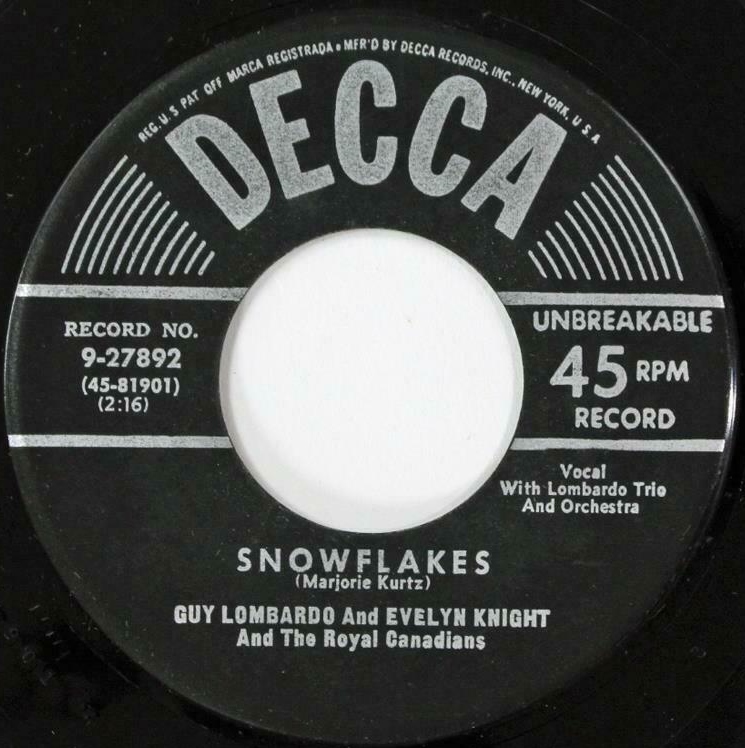 REG. U.S PAT OFF MARCA REGISTRADA • MFR'D BY DECCA RECORDS, INC., NEW YORK, U S A
DECCA
RECORD NO.
9-27892
(45-81901)
(2:16)
UNBREAKABLE
45 RPM
RECORD
Vocal
With Lombardo Trio
And Orchestra
SNOWFLAKES
(Marjorie Kurtz)
GUY LOMBARDO And EVELYN KNIGHT
And The Royal Canadians